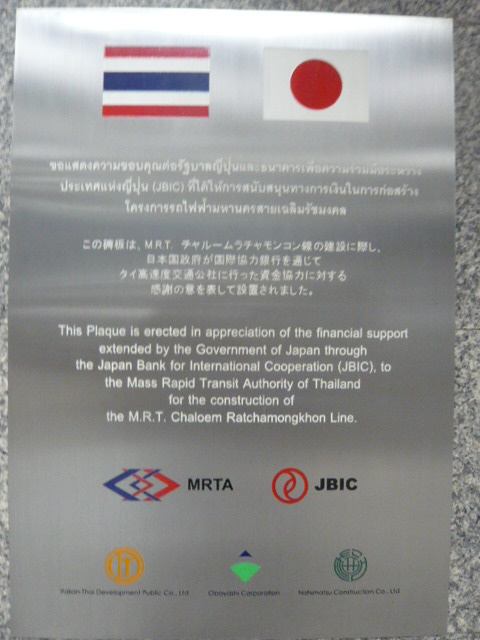 ขอแสดงความขอบคุณต่อรัฐบาลญี่ปุ่นและธนาคารเพื่อความร่วมมือระหว่าง
ประเทศแห่งญี่ปุ่น (JBIC) ที่ได้ให้การสนับสนุนทางการเงินในการก่อสร้าง
โครงการรถไฟฟ้ามหานครสายเฉลิมรัชมงคล
この碑板は、M.R.T. チャルームラチャモンコン線の建設に際し、
日本国政府が国際協力銀行を通じて
タイ高速度交通公社に行った資金協力に対する
感謝の意を表して設置されました。
This Plaque is erected in appreciation of the financial support
extended by the Government of Japan through
the Japan Bank for International Cooperation (JBIC), to
the Mass Rapid Transit Authority of Thailand
for the construction of
the M.R.T. Chaloem Ratchamongkhon Line.
MRTA JBIC
Italian-Thai Development Public Co., Ltd Obayashi Corporation Nishimatsu Construction Co., Ltd